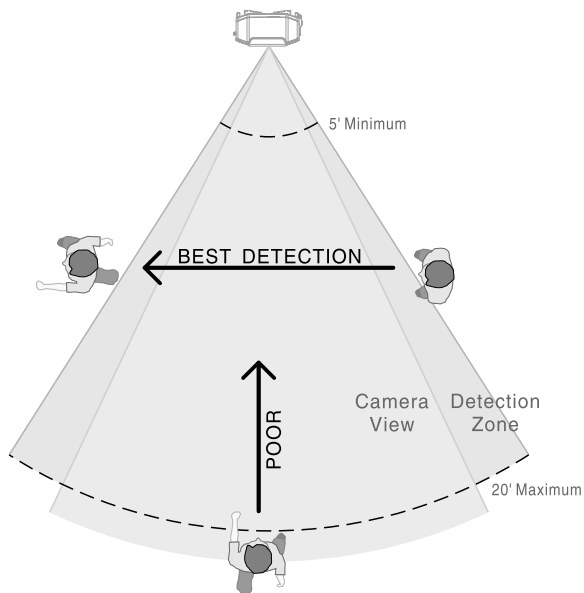 5' Minimum
BEST DETECTION
POOR
Camera
View
Detection
Zone
20' Maximum